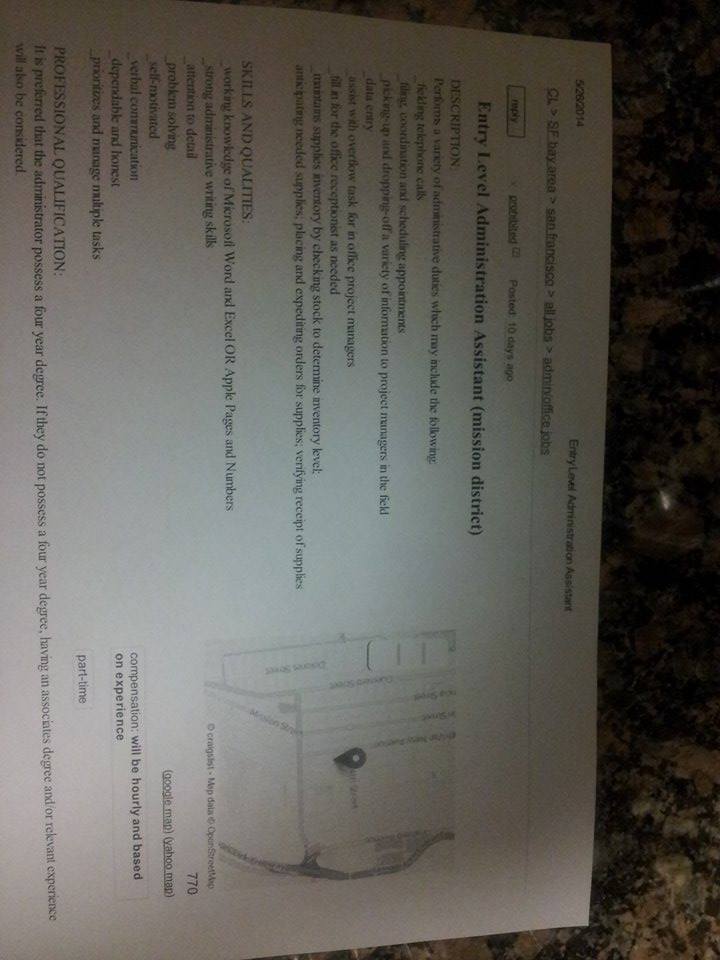 5/26/2014
Entry Level Administration Assistant
CL > SF bay area > san francisco > all jobs > admin/office jobs
reply
x prohibited [?] Posted: 10 days ago
Entry Level Administration Assistant (mission district)
DESCRIPTION:
Performs a variety of administrative duties which may include the following:
_fielding telephone calls
_filing, coordination and scheduling appointments
_picking-up and dropping-off a variety of information to project managers in the field
_data entry
_assist with overflow task for in office project managers
_fill in for the office receptionist as needed
_maintains supplies inventory by checking stock to determine inventory level;
anticipating needed supplies; placing and expediting orders for supplies; verifying receipt of supplies
SKILLS AND QUALITIES:
_working knowledge of Microsoft Word and Excel OR Apple Pages and Numbers
_strong administrative writing skills
_attention to detail
_problem solving
_self-motivated
_verbal communication
_dependable and honest
_prioritizes and manage multiple tasks
PROFESSIONAL QUALIFICATION:
It is preferred that the administrator possess a four year degree. If they do not possess a four year degree, having an associates degree and/or relevant experience
will also be considered.
Dolores Street
Mission Street
© craigslist - Map data © OpenStreetMap
770
(google map) (yahoo map)
compensation: will be hourly and based
on experience
part-time